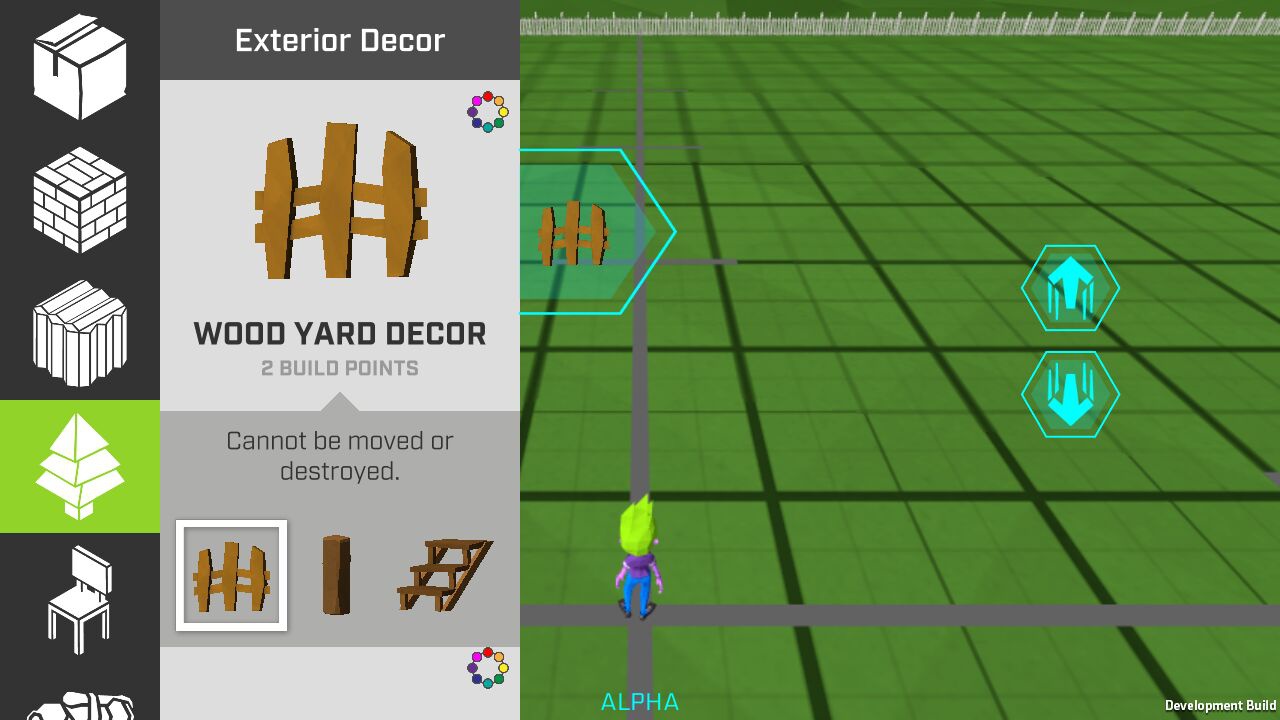 Exterior Decor
WOOD YARD DECOR
2 BUILD POINTS
Cannot be moved or
destroyed.
ALPHA
Development Build